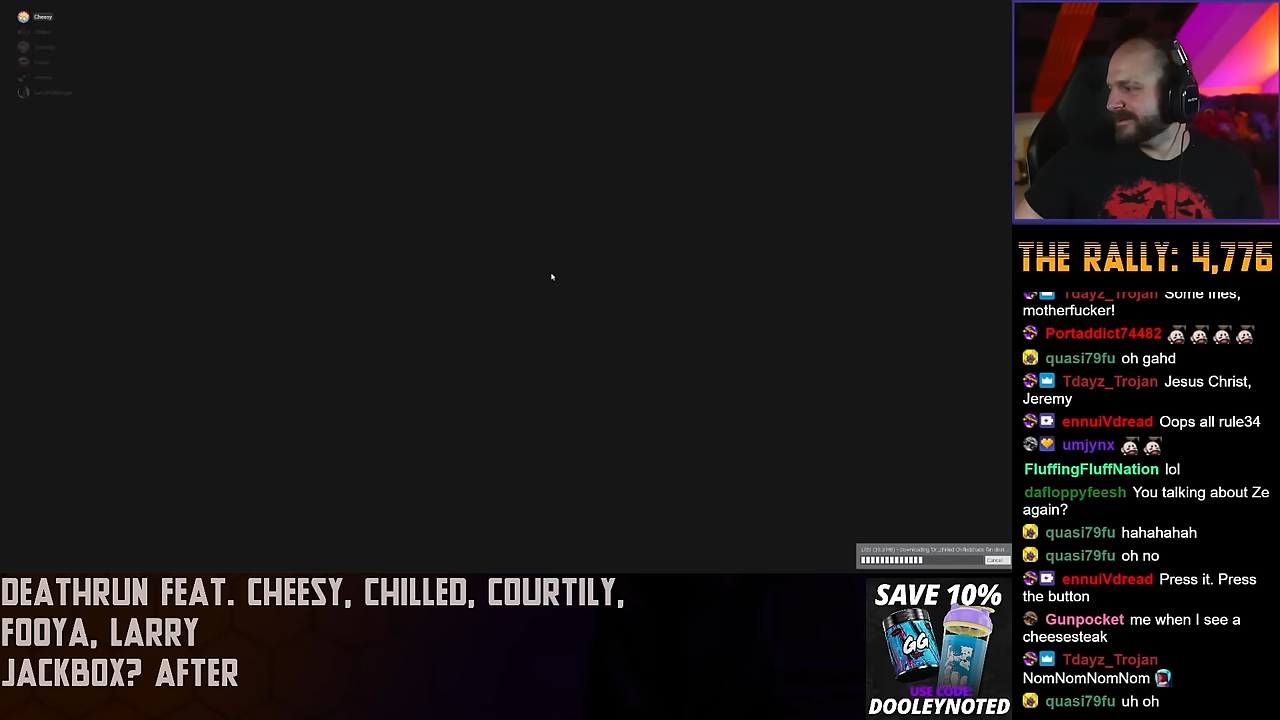 Cheesy
THE RALLY: 4,776
Tdayz_Trojan Some fries,
motherfucker!
Portaddict74482
quasi79fu oh gahd
Tdayz_Trojan Jesus Christ,
Jeremy
ennuiVdread Oops all rule34
umjynx
FluffingFluffNation lol
dafloppyfeesh You talking about Ze
again?
quasi79fu hahahahah
quasi79fu oh no
ennuiVdread Press it. Press
the button
Gunpocket me when I see a
cheesesteak
Tdayz_Trojan
NomNomNomNom
quasi79fu uh oh
Cancel
DEATHRUN FEAT. CHEESY, CHILLED, COURTILY,
FOOYA, LARRY
JACKBOX? AFTER
SAVE 10%
GG
USE CODE:
DOOLEYNOTED